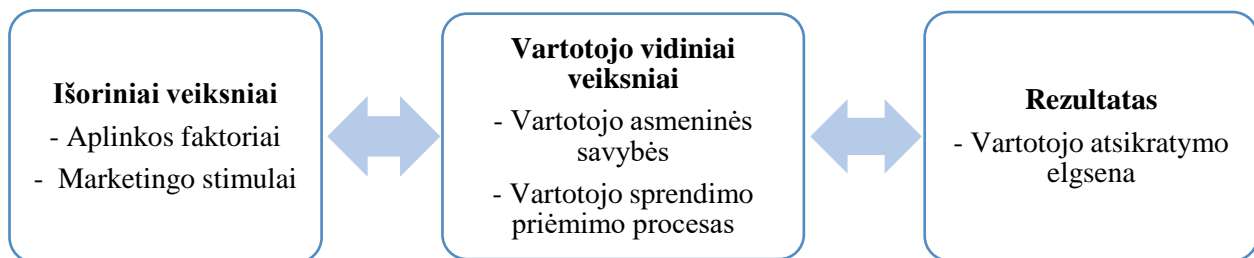 Išoriniai veiksniai
- Aplinkos faktoriai
- Marketingo stimulai
Vartotojo vidiniai
veiksniai
- Vartotojo asmeninės
savybės
- Vartotojo sprendimo
priėmimo procesas
Rezultatas
- Vartotojo atsikratymo
elgsena